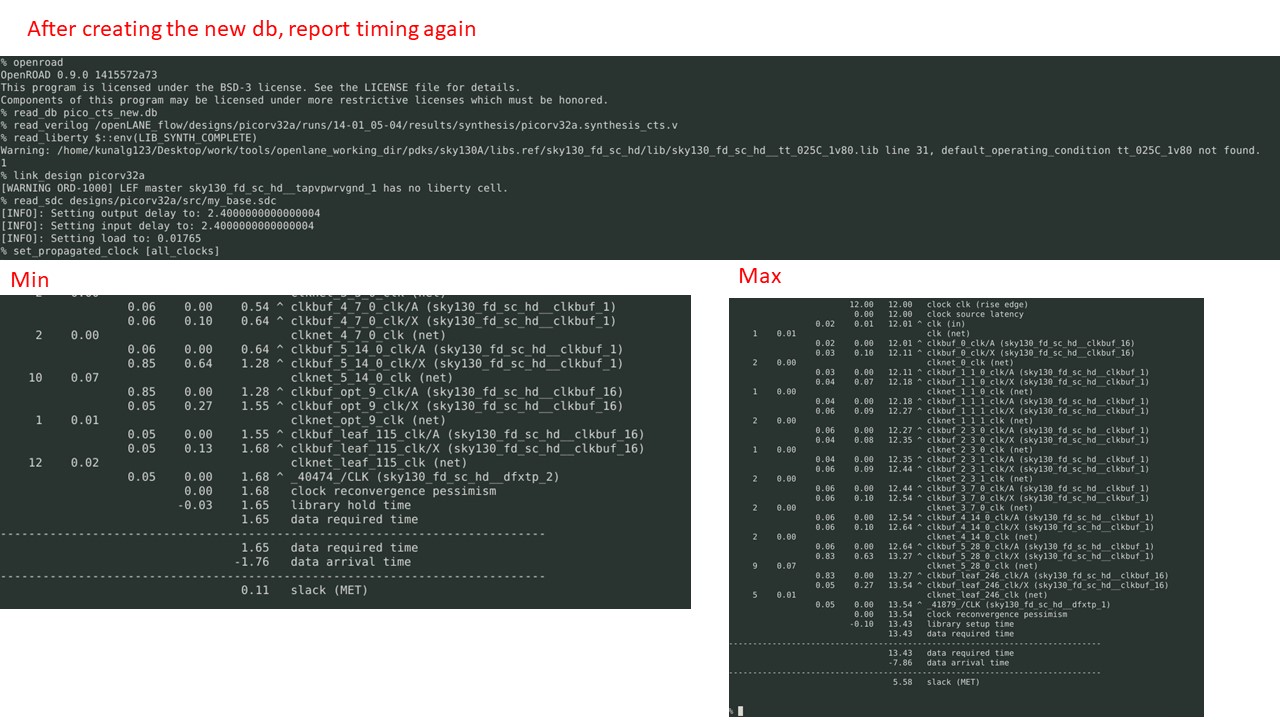 After creating the new db, report timing again
% openroad
OpenROAD 0.9.0 1415572a73
This program is licensed under the BSD-3 license. See the LICENSE file for details.
Components of this program may be licensed under more restrictive licenses which must be honored.
% read_db pico_cts_new.db
% read_verilog /openLANE_flow/designs/picorv32a/runs/14-01_05-04/results/synthesis/picorv32a.synthesis_cts.v
% read_liberty $::env(LIB_SYNTH_COMPLETE)
Warning: /home/kunalg123/Desktop/work/tools/openlane_working_dir/pdks/sky130A/libs.ref/sky130_fd_sc_hd/lib/sky130_fd_sc_hd__tt_025C_1v80.lib line 31, default_operating_condition tt_025C_1v80 not found.
1
% link_design picorv32a
[WARNING ORD-1000] LEF master sky130_fd_sc_hd__tapvpwrvgnd_1 has no liberty cell.
% read_sdc designs/picorv32a/src/my_base.sdc
[INFO]: Setting output delay to: 2.4000000000000004
[INFO]: Setting input delay to: 2.4000000000000004
[INFO]: Setting load to: 0.01765
% set_propagated_clock [all_clocks]
Min
0.06 0.00 0.54 ^ clkbuf_4_7_0_clk/A (sky130_fd_sc_hd__clkbuf_1)
0.06 0.10 0.64 ^ clkbuf_4_7_0_clk/X (sky130_fd_sc_hd__clkbuf_1)
2 0.00 clknet_4_7_0_clk (net)
0.06 0.00 0.64 ^ clkbuf_5_14_0_clk/A (sky130_fd_sc_hd__clkbuf_1)
0.85 0.64 1.28 ^ clkbuf_5_14_0_clk/X (sky130_fd_sc_hd__clkbuf_1)
10 0.07 clknet_5_14_0_clk (net)
0.85 0.00 1.28 ^ clkbuf_opt_9_clk/A (sky130_fd_sc_hd__clkbuf_16)
0.05 0.27 1.55 ^ clkbuf_opt_9_clk/X (sky130_fd_sc_hd__clkbuf_16)
1 0.01 clknet_opt_9_clk (net)
0.05 0.00 1.55 ^ clkbuf_leaf_115_clk/A (sky130_fd_sc_hd__clkbuf_16)
0.05 0.13 1.68 ^ clkbuf_leaf_115_clk/X (sky130_fd_sc_hd__clkbuf_16)
12 0.02 clknet_leaf_115_clk (net)
0.05 0.00 1.68 ^ _40474_/CLK (sky130_fd_sc_hd__dfxtp_2)
0.00 1.68 clock reconvergence pessimism
-0.03 1.65 library hold time
1.65 data required time
---------------------------------------------------------------------------
1.65 data required time
-1.76 data arrival time
---------------------------------------------------------------------------
0.11 slack (MET)
Max
12.00 12.00 clock clk (rise edge)
0.00 12.00 clock source latency
0.02 0.01 12.01 ^ clk (in)
1 0.01 clk (net)
0.02 0.00 12.01 ^ clkbuf_0_clk/A (sky130_fd_sc_hd__clkbuf_16)
0.03 0.10 12.11 ^ clkbuf_0_clk/X (sky130_fd_sc_hd__clkbuf_16)
2 0.00 clknet_0_clk (net)
0.03 0.00 12.11 ^ clkbuf_1_1_0_clk/A (sky130_fd_sc_hd__clkbuf_1)
0.04 0.07 12.18 ^ clkbuf_1_1_0_clk/X (sky130_fd_sc_hd__clkbuf_1)
1 0.00 clknet_1_1_0_clk (net)
0.04 0.00 12.18 ^ clkbuf_1_1_1_clk/A (sky130_fd_sc_hd__clkbuf_1)
0.06 0.09 12.27 ^ clkbuf_1_1_1_clk/X (sky130_fd_sc_hd__clkbuf_1)
2 0.00 clknet_1_1_1_clk (net)
0.06 0.00 12.27 ^ clkbuf_2_3_0_clk/A (sky130_fd_sc_hd__clkbuf_1)
0.04 0.08 12.35 ^ clkbuf_2_3_0_clk/X (sky130_fd_sc_hd__clkbuf_1)
1 0.00 clknet_2_3_0_clk (net)
0.04 0.00 12.35 ^ clkbuf_2_3_1_clk/A (sky130_fd_sc_hd__clkbuf_1)
0.06 0.09 12.44 ^ clkbuf_2_3_1_clk/X (sky130_fd_sc_hd__clkbuf_1)
2 0.00 clknet_2_3_1_clk (net)
0.06 0.00 12.44 ^ clkbuf_3_7_0_clk/A (sky130_fd_sc_hd__clkbuf_1)
0.06 0.10 12.54 ^ clkbuf_3_7_0_clk/X (sky130_fd_sc_hd__clkbuf_1)
2 0.00 clknet_3_7_0_clk (net)
0.06 0.00 12.54 ^ clkbuf_4_14_0_clk/A (sky130_fd_sc_hd__clkbuf_1)
0.06 0.10 12.64 ^ clkbuf_4_14_0_clk/X (sky130_fd_sc_hd__clkbuf_1)
2 0.00 clknet_4_14_0_clk (net)
0.06 0.00 12.64 ^ clkbuf_5_28_0_clk/A (sky130_fd_sc_hd__clkbuf_1)
0.83 0.63 13.27 ^ clkbuf_5_28_0_clk/X (sky130_fd_sc_hd__clkbuf_1)
9 0.07 clknet_5_28_0_clk (net)
0.83 0.00 13.27 ^ clkbuf_leaf_246_clk/A (sky130_fd_sc_hd__clkbuf_16)
0.05 0.27 13.54 ^ clkbuf_leaf_246_clk/X (sky130_fd_sc_hd__clkbuf_16)
5 0.01 clknet_leaf_246_clk (net)
0.05 0.00 13.54 ^ _41879_/CLK (sky130_fd_sc_hd__dfxtp_1)
0.00 13.54 clock reconvergence pessimism
-0.10 13.43 library setup time
13.43 data required time
---------------------------------------------------------------------------
13.43 data required time
-7.86 data arrival time
---------------------------------------------------------------------------
5.58 slack (MET)
%